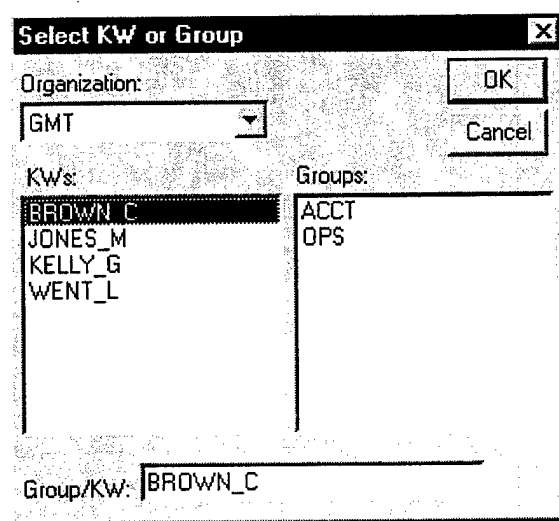 Select KW or Group
Organization:
OK
GMT
Cancel
KWs:
Groups:
BROWN_C
ACCT
JONES_M
OPS
KELLY_G
WENT_L
Group/KW: BROWN_C